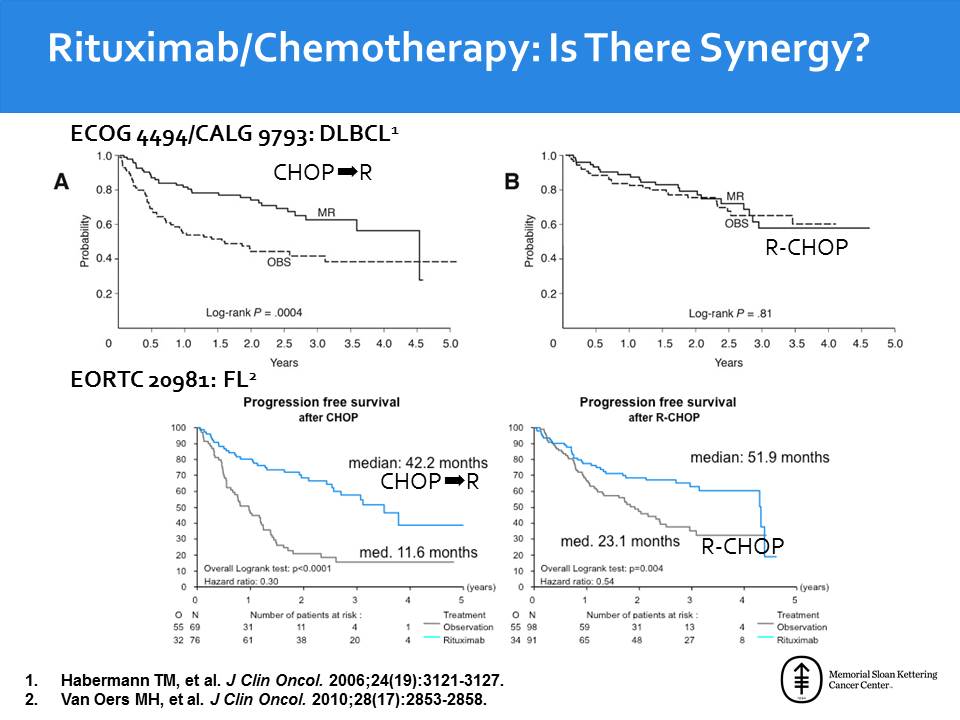 Rituximab/Chemotherapy: Is There Synergy?
ECOG 4494/CALG 9793: DLBCL1
A
CHOP➡R
1.0
0.8
0.6
0.4
0.2
Probability
MR
OBS
Log-rank P = .0004
0 0.5 1.0 1.5 2.0 2.5 3.0 3.5 4.0 4.5 5.0
Years
B
1.0
0.8
0.6
0.4
0.2
Probability
MR
OBS
R-CHOP
Log-rank P = .81
0 0.5 1.0 1.5 2.0 2.5 3.0 3.5 4.0 4.5 5.0
Years
EORTC 20981: FL2
Progression free survival
after CHOP
100
90
80
70
60
50
40
30
20
10
0
median: 42.2 months
CHOP➡R
med. 11.6 months
Overall Logrank test: p<0.0001
Hazard ratio: 0.30
(years)
0 1 2 3 4 5
O N Number of patients at risk : Treatment
55 69 31 11 4 1 Observation
32 76 61 38 20 4 Rituximab
Progression free survival
after R-CHOP
100
90
80
70
60
50
40
30
20
10
0
median: 51.9 months
med. 23.1 months
R-CHOP
Overall Logrank test: p=0.004
Hazard ratio: 0.54
(years)
0 1 2 3 4 5
O N Number of patients at risk : Treatment
55 98 59 31 13 4 Observation
34 91 65 48 27 8 Rituximab
1. Habermann TM, et al. J Clin Oncol. 2006;24(19):3121-3127.
2. Van Oers MH, et al. J Clin Oncol. 2010;28(17):2853-2858.
Memorial Sloan Kettering
Cancer Center